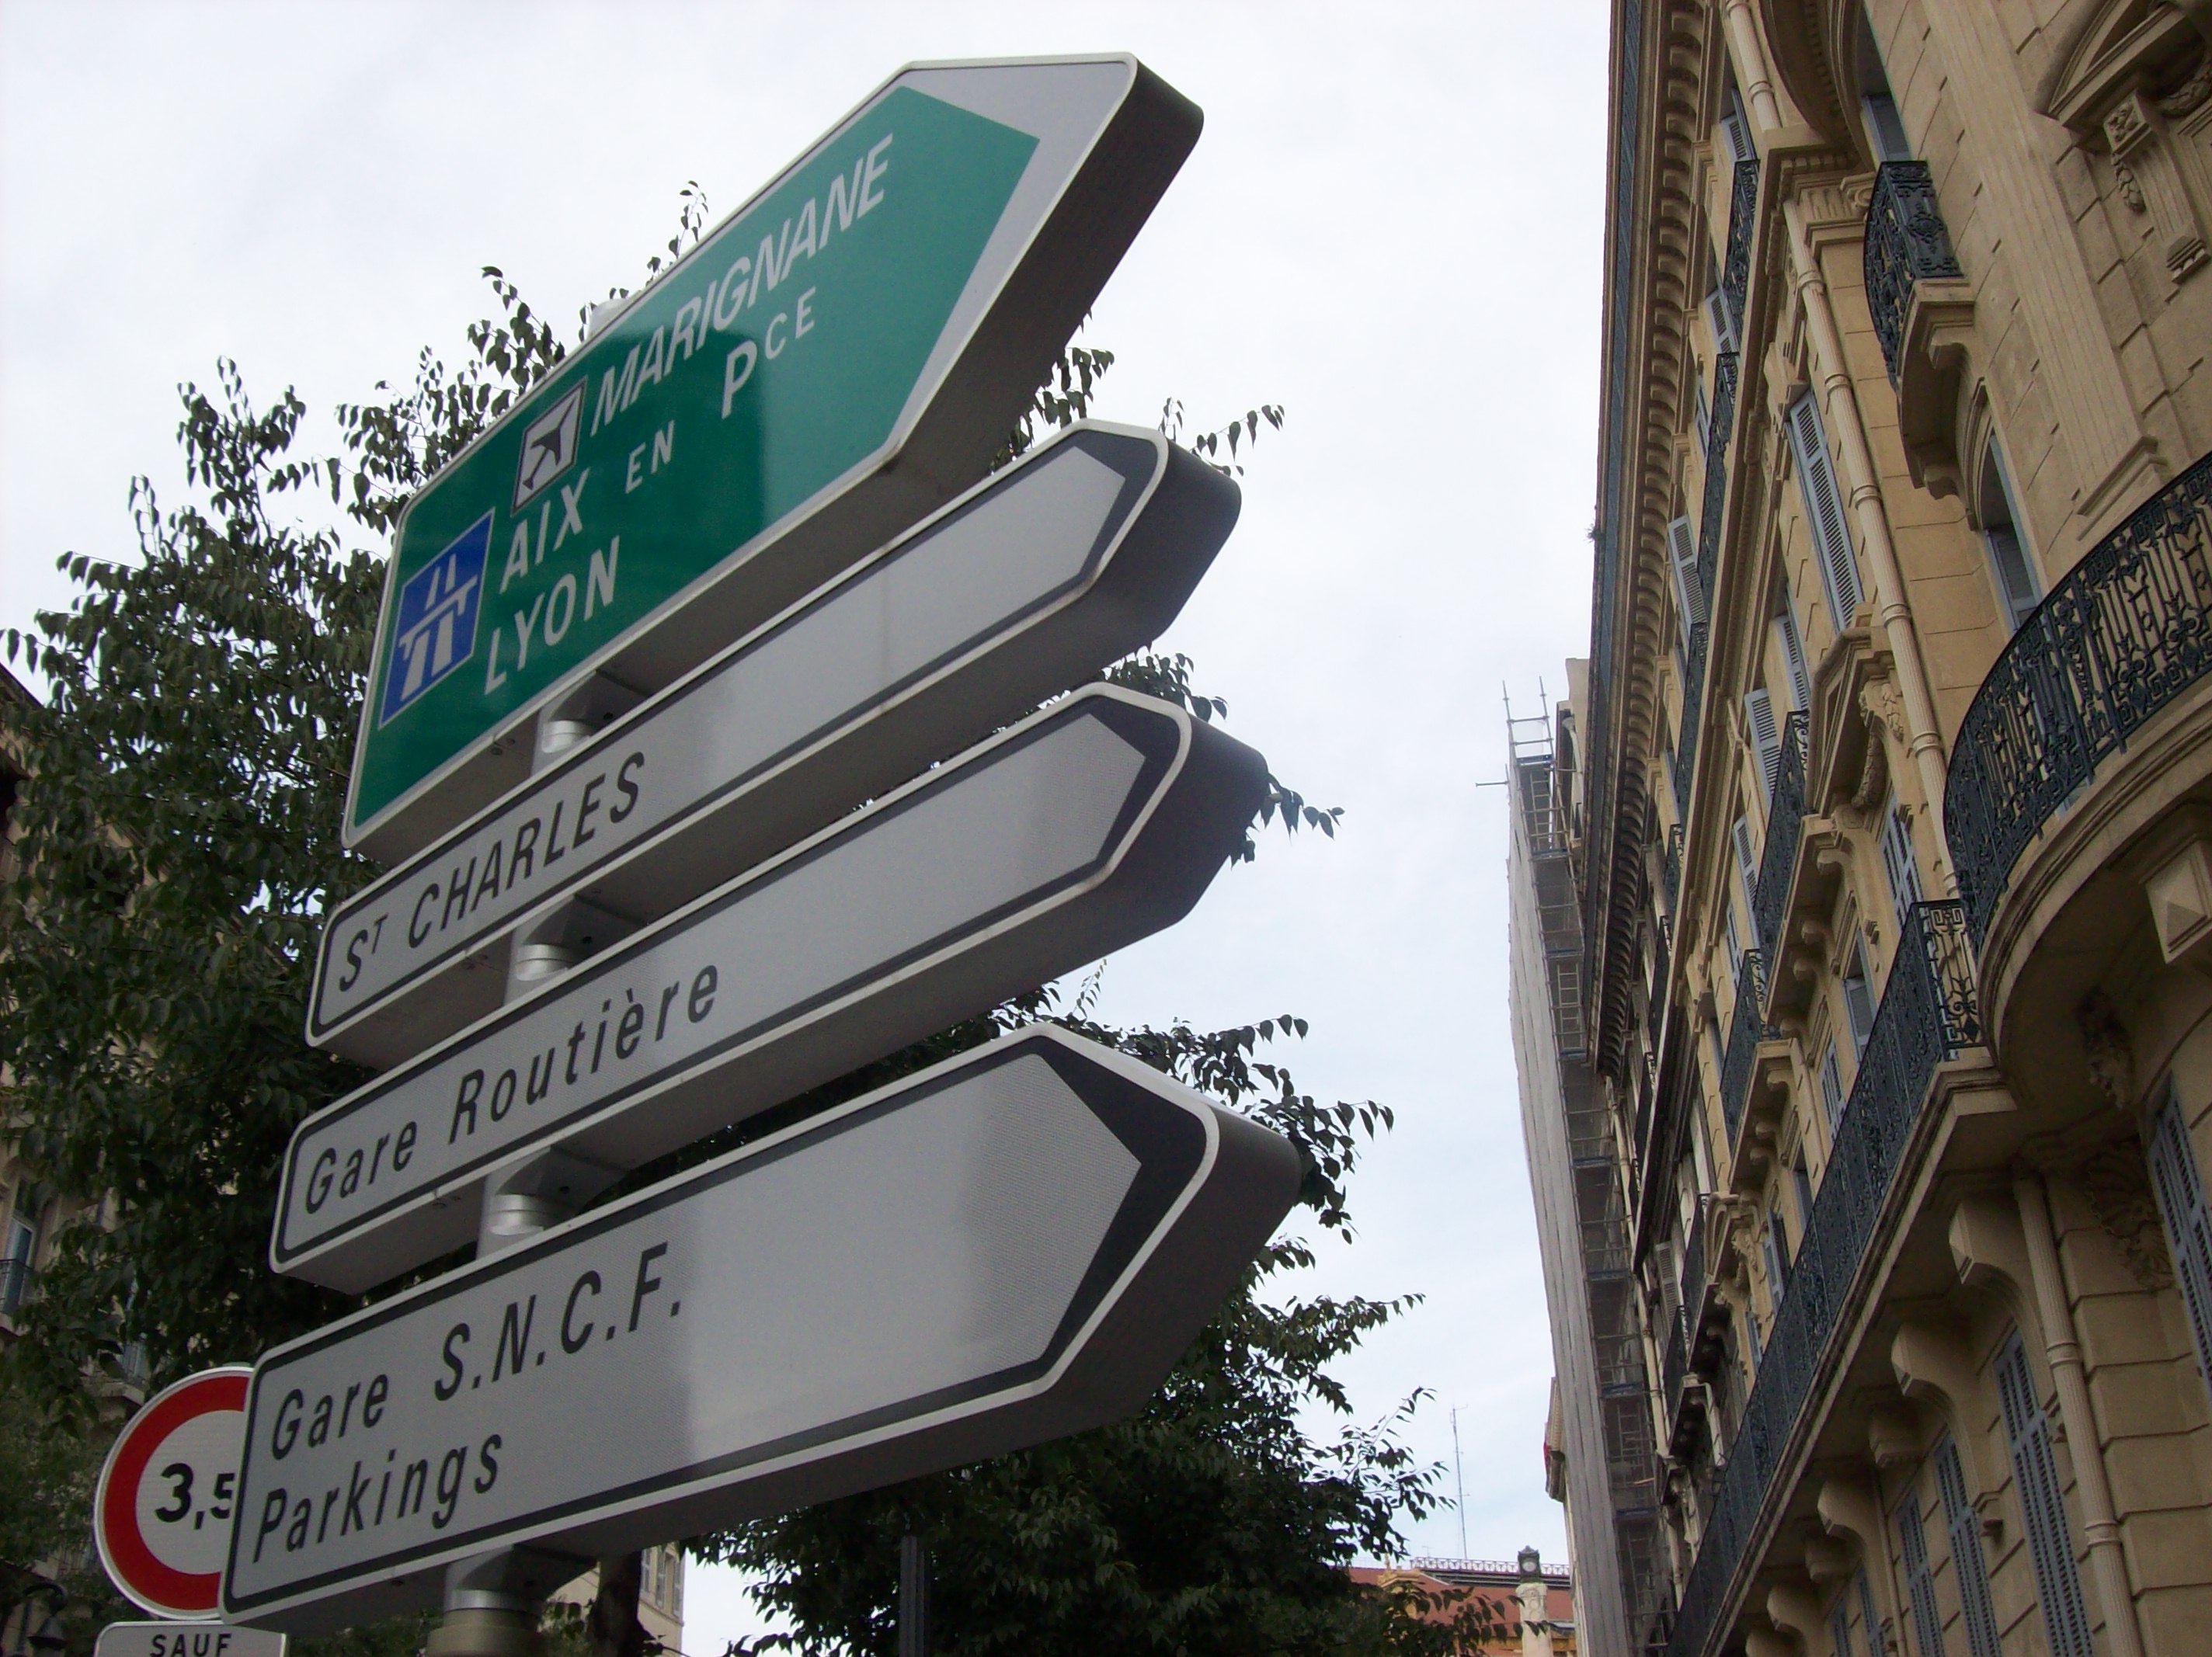 MARIGNANE
AIX EN PCE
LYON
ST CHARLES
Gare Routière
Gare S.N.C.F.
Parkings
3,5
SAUF